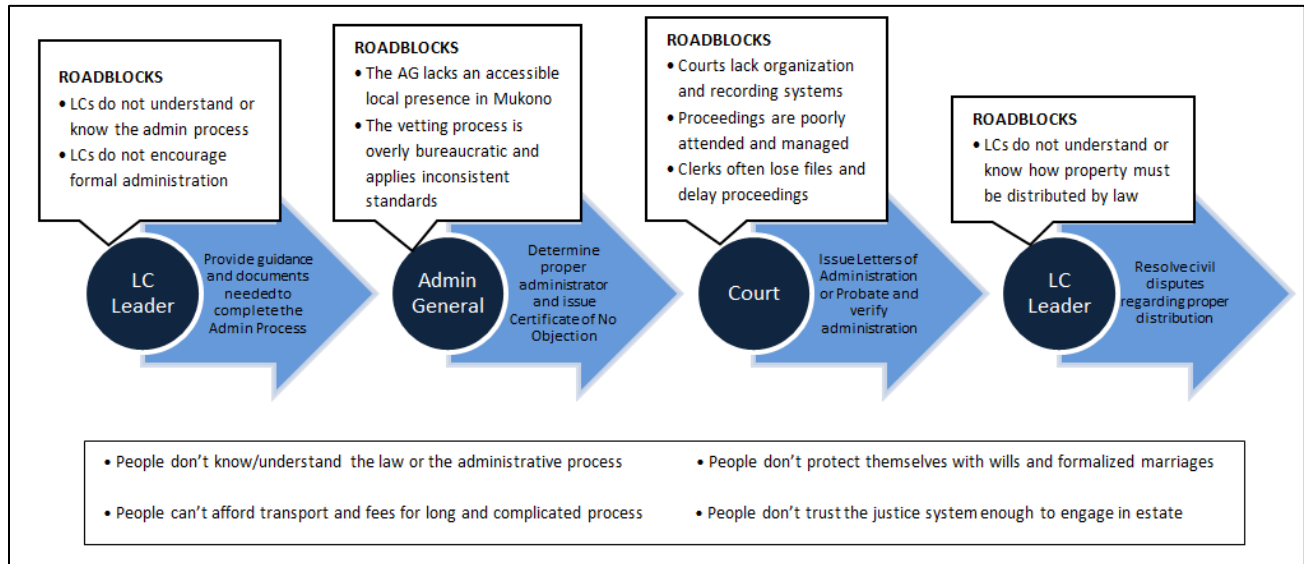 ROADBLOCKS
• LCs do not understand or
know the admin process
• LCs do not encourage
formal administration
LC
Leader
Provide guidance
and documents
needed to
complete the
Admin Process
ROADBLOCKS
• The AG lacks an accessible
local presence in Mukono
• The vetting process is
overly bureaucratic and
applies inconsistent
standards
Admin
General
Determine
proper
administrator
and issue
Certificate of No
Objection
ROADBLOCKS
• Courts lack organization
and recording systems
• Proceedings are poorly
attended and managed
• Clerks often lose files and
delay proceedings
Court
Issue Letters of
Administration
or Probate and
verify
administration
ROADBLOCKS
• LCs do not understand or
know how property must
be distributed by law
LC
Leader
Resolve civil
disputes
regarding proper
distribution
• People don’t know/understand the law or the administrative process
• People don’t protect themselves with wills and formalized marriages
• People can’t afford transport and fees for long and complicated process
• People don’t trust the justice system enough to engage in estate